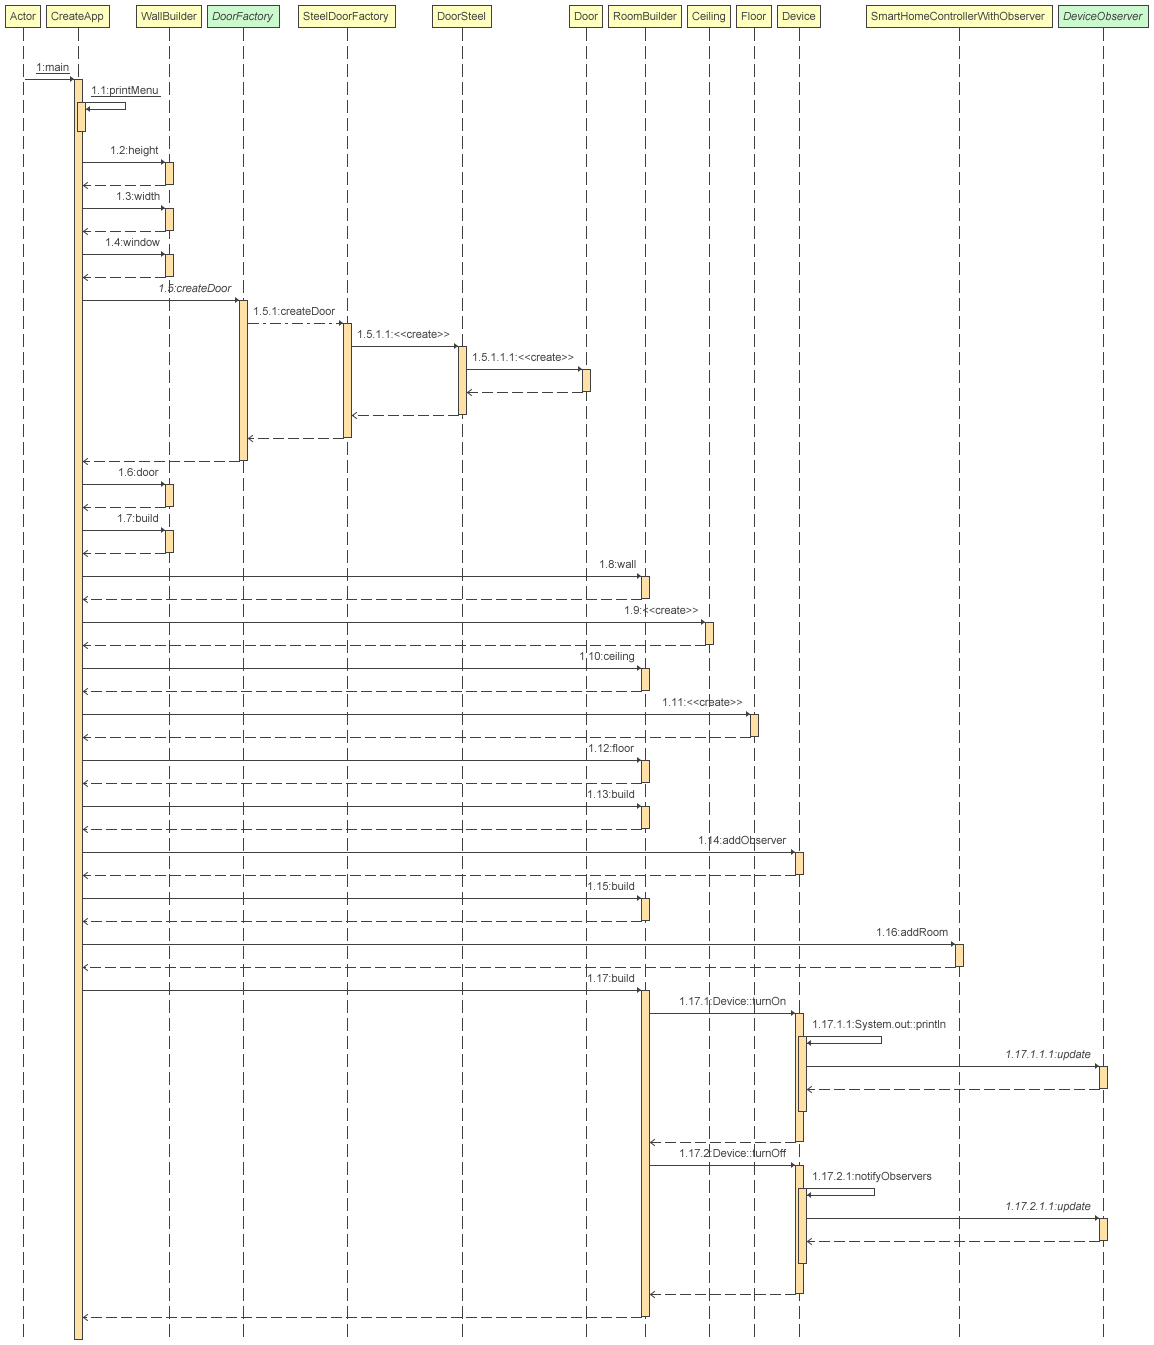 Actor CreateApp WallBuilder DoorFactory SteelDoorFactory DoorSteel Door RoomBuilder Ceiling Floor Device SmartHomeControllerWithObserver DeviceObserver
1:main
1.1:printMenu
1.2:height
1.3:width
1.4:window
1.5:createDoor
1.5.1:createDoor
1.5.1.1:<<create>>
1.5.1.1.1:<<create>>
1.6:door
1.7:build
1.8:wall
1.9:<<create>>
1.10:ceiling
1.11:<<create>>
1.12:floor
1.13:build
1.14:addObserver
1.15:build
1.16:addRoom
1.17:build
1.17.1:Device::turnOn
1.17.1.1:System.out::println
1.17.1.1.1:update
1.17.2:Device::turnOff
1.17.2.1:notifyObservers
1.17.2.1.1:update